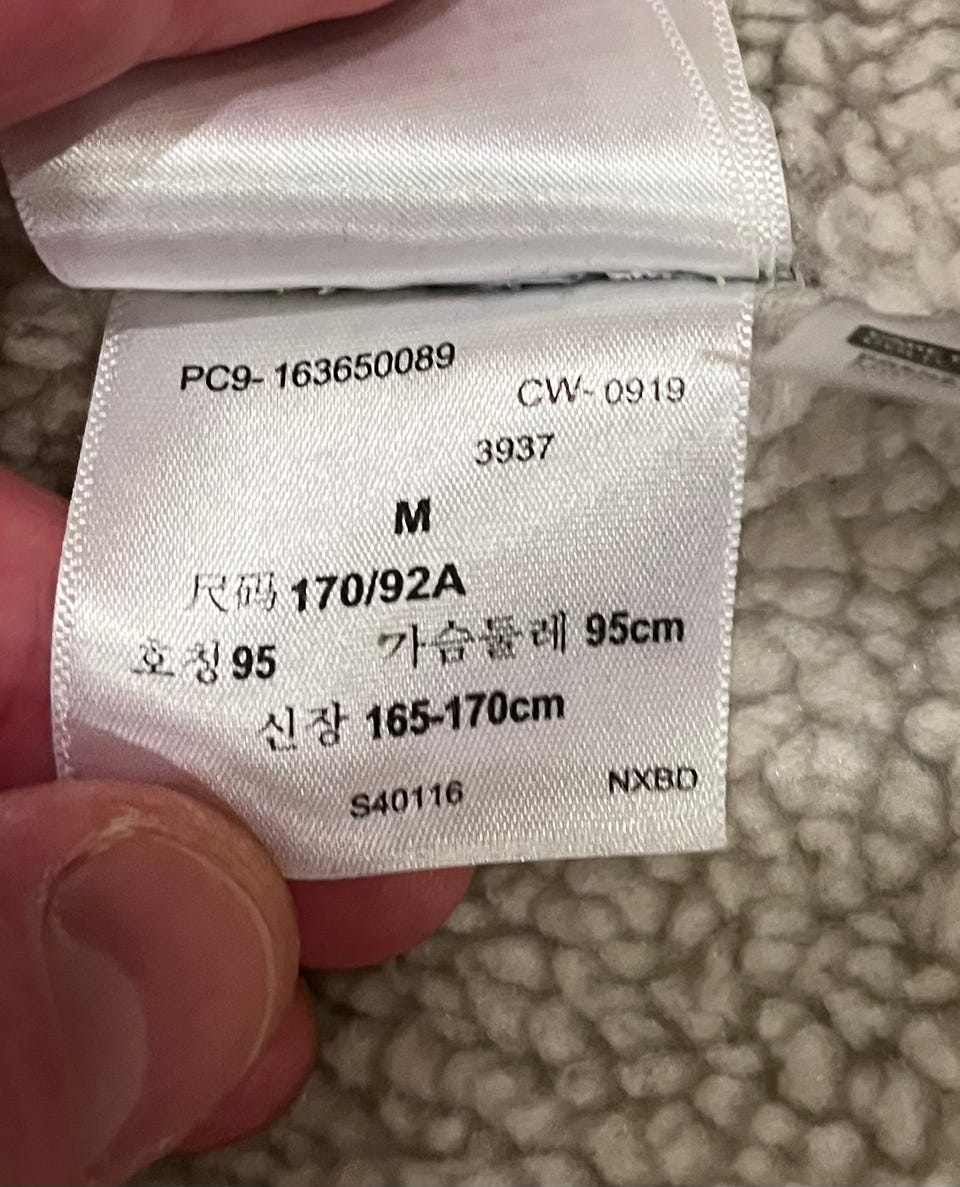 PC9- 163650089
CW- 0919
3937
M
尺码 170/92A
호칭 95 가슴둘레 95cm
신장 165-170cm
S40116 NXBD